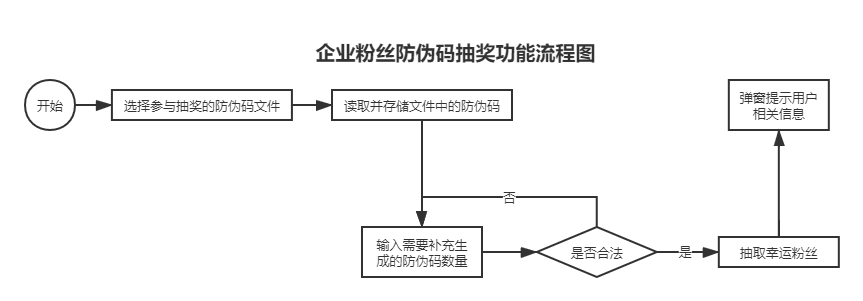 企业粉丝防伪码抽奖功能流程图
开始
选择参与抽奖的防伪码文件
读取并存储文件中的防伪码
弹窗提示用户
相关信息
否
输入需要补充生
成的防伪码数量
是否合法
是
抽取幸运粉丝